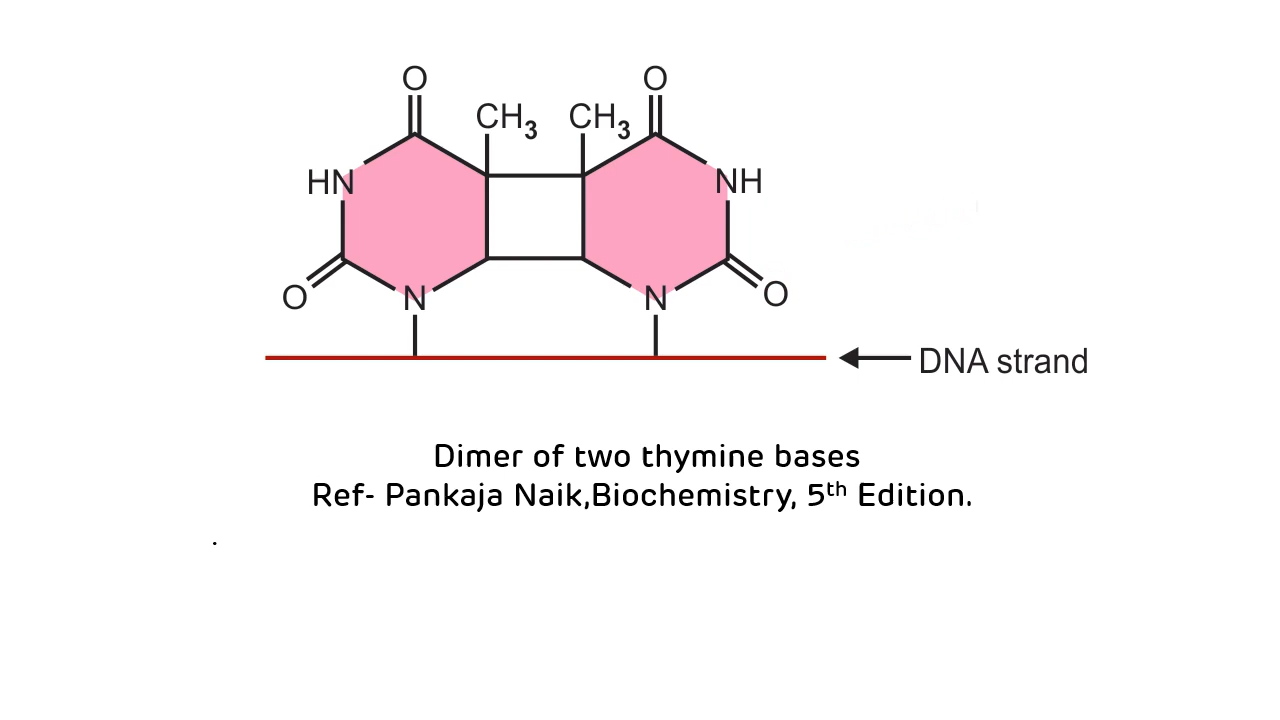 O O
CH3 CH3
HN NH
O N N O
DNA strand
Dimer of two thymine bases
Ref- Pankaja Naik,Biochemistry, 5th Edition.
.